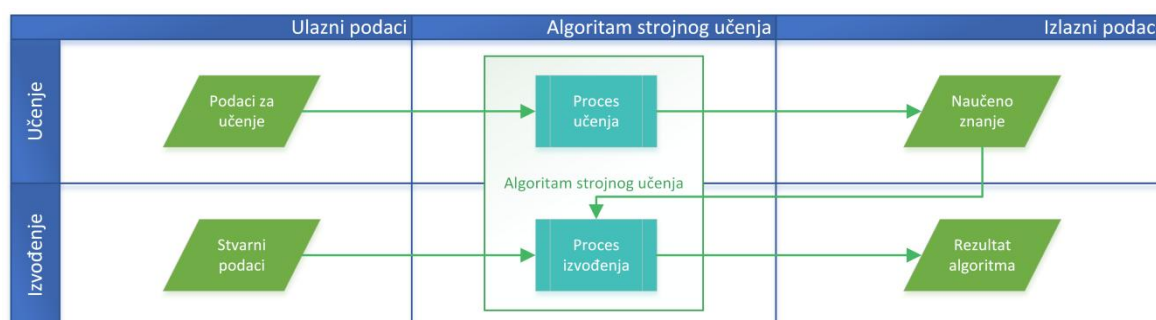 Ulazni podaci
Algoritam strojnog učenja
Izlazni podaci
Učenje
Podaci za
učenje
Proces
učenja
Naučeno
znanje
Algoritam strojnog učenja
Izvođenje
Stvarni
podaci
Proces
izvođenja
Rezultat
algoritma